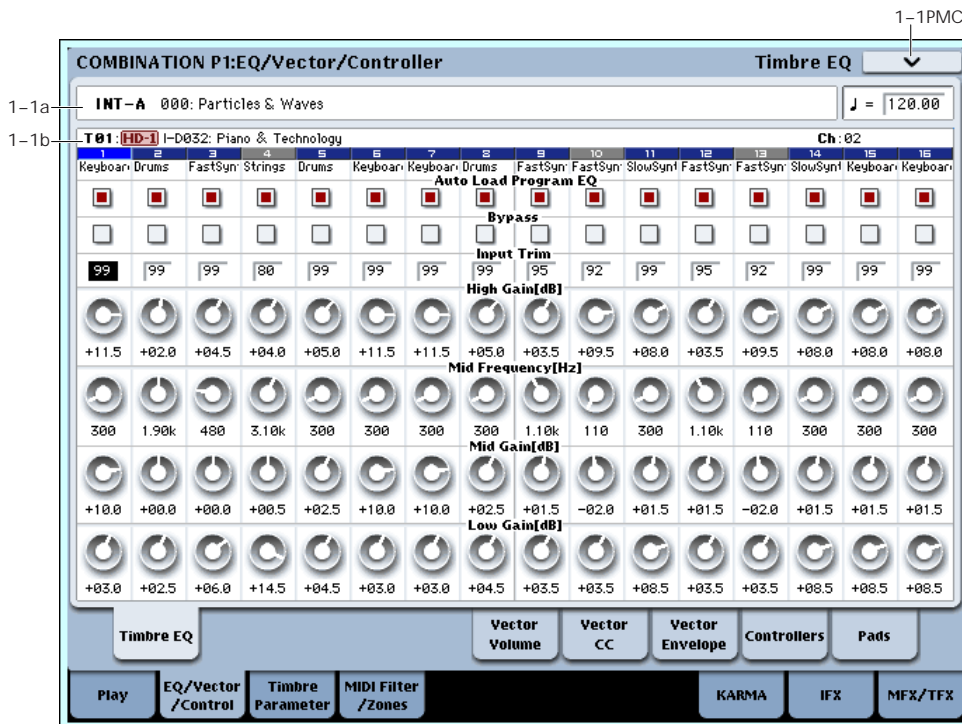 1–1PMC
COMBINATION P1:EQ/Vector/Controller
Timbre EQ
1–1a
INT–A 000: Particles & Waves
♩ = 120.00
1–1b
T01: HD-1 I–D032: Piano & Technology
Ch:02
1 2 3 4 5 6 7 8 9 10 11 12 13 14 15 16
Keyboar Drums FastSyn Strings Drums Keyboar Keyboar Drums FastSyn FastSyn SlowSynt FastSyn FastSyn SlowSynt Keyboar Keyboar
Auto Load Program EQ
Bypass
Input Trim
99 99 99 80 99 99 99 99 95 92 99 95 92 99 99 99
High Gain[dB]
+11.5 +02.0 +04.5 +04.0 +05.0 +11.5 +11.5 +05.0 +03.5 +09.5 +08.0 +03.5 +09.5 +08.0 +08.0 +08.0
Mid Frequency[Hz]
300 1.90k 480 3.10k 300 300 300 300 1.10k 110 300 1.10k 110 300 300 300
Mid Gain[dB]
+10.0 +00.0 +00.0 +00.5 +02.5 +10.0 +10.0 +02.5 +01.5 –02.0 +01.5 +01.5 –02.0 +01.5 +01.5 +01.5
Low Gain[dB]
+03.0 +02.5 +06.0 +14.5 +04.5 +03.0 +03.0 +04.5 +03.5 +03.5 +08.5 +03.5 +03.5 +08.5 +08.5 +08.5
Timbre EQ
Vector Volume
Vector CC
Vector Envelope
Controllers
Pads
Play
EQ/Vector /Control
Timbre Parameter
MIDI Filter /Zones
KARMA
IFX
MFX/TFX